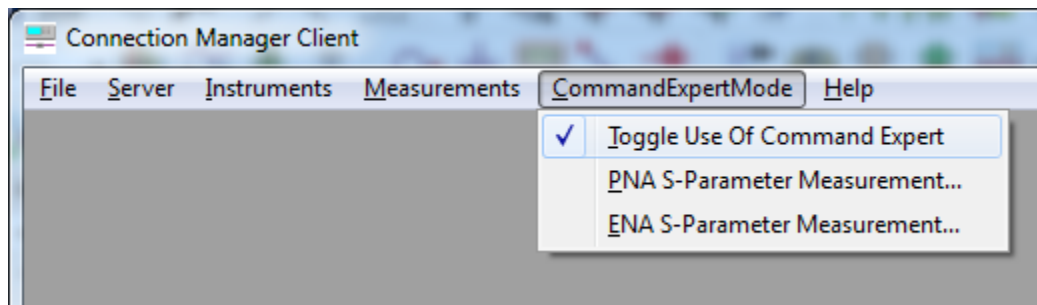 Connection Manager Client
File Server Instruments Measurements CommandExpertMode Help
Toggle Use Of Command Expert
PNA S-Parameter Measurement...
ENA S-Parameter Measurement...